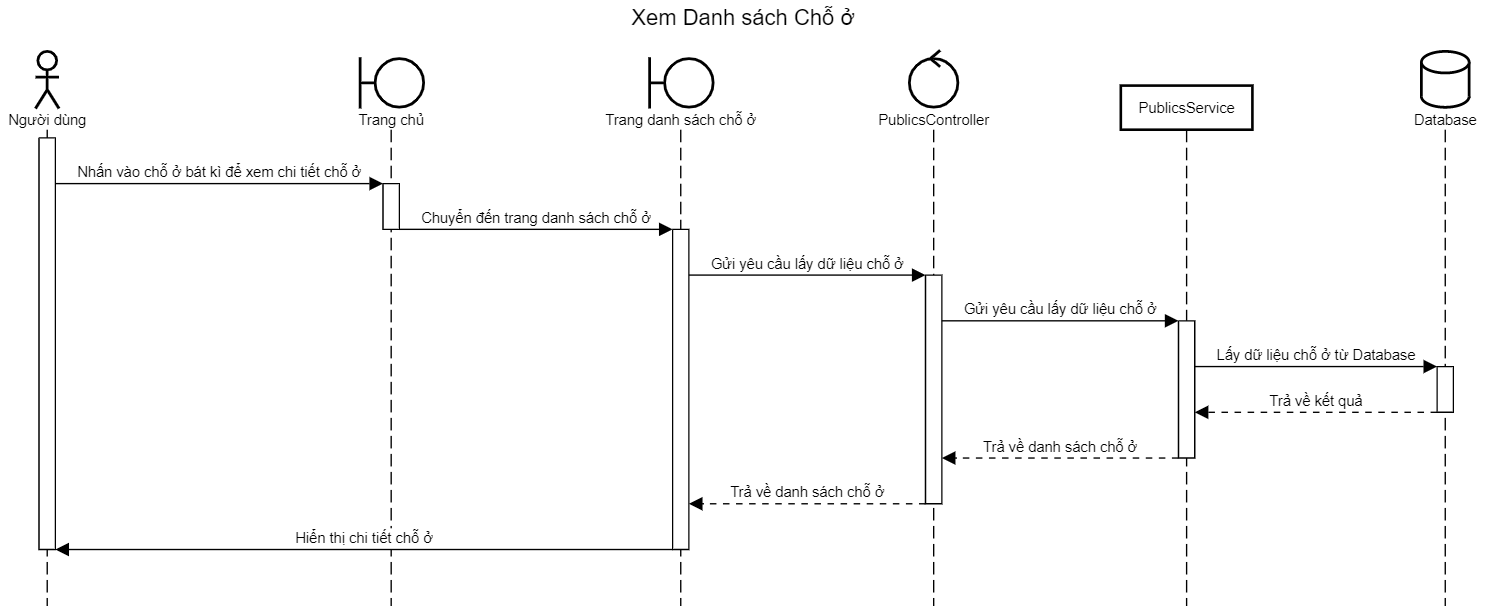 Xem Danh sách Chỗ ở
Người dùng
Trang chủ
Trang danh sách chỗ ở
PublicsController
PublicsService
Database
Nhấn vào chỗ ở bát kì để xem chi tiết chỗ ở
Chuyển đến trang danh sách chỗ ở
Gửi yêu cầu lấy dữ liệu chỗ ở
Gửi yêu cầu lấy dữ liệu chỗ ở
Lấy dữ liệu chỗ ở từ Database
Trả về kết quả
Trả về danh sách chỗ ở
Trả về danh sách chỗ ở
Hiển thị chi tiết chỗ ở